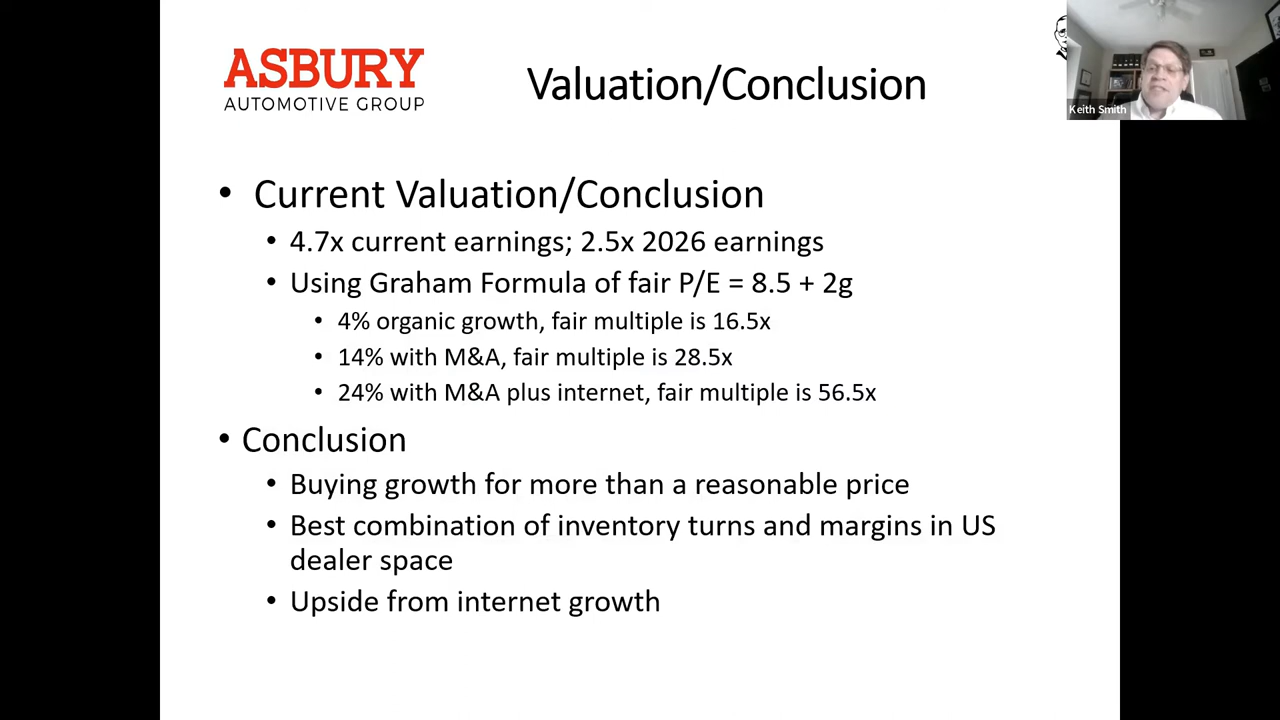 ASBURY
AUTOMOTIVE GROUP
Valuation/Conclusion
Keith Smith
• Current Valuation/Conclusion
• 4.7x current earnings; 2.5x 2026 earnings
• Using Graham Formula of fair P/E = 8.5 + 2g
• 4% organic growth, fair multiple is 16.5x
• 14% with M&A, fair multiple is 28.5x
• 24% with M&A plus internet, fair multiple is 56.5x
• Conclusion
• Buying growth for more than a reasonable price
• Best combination of inventory turns and margins in US
dealer space
• Upside from internet growth